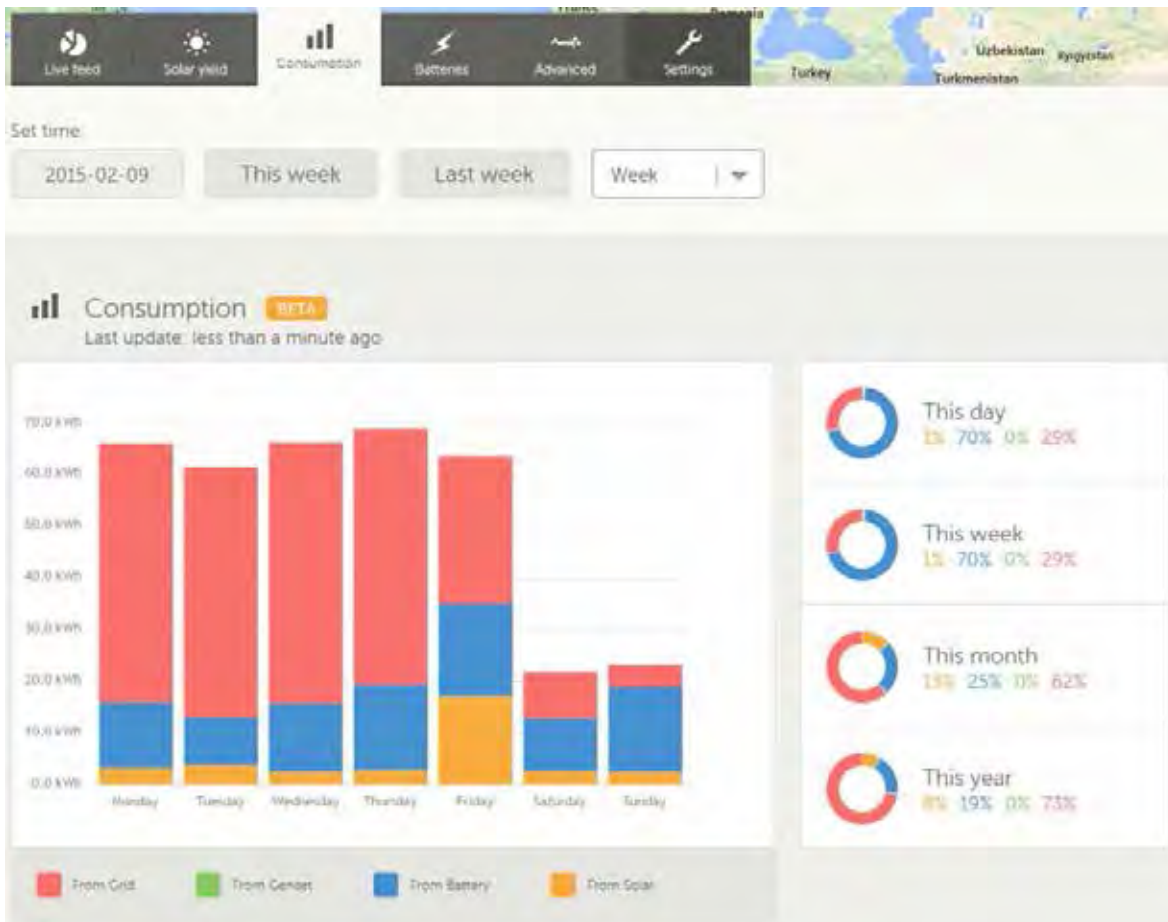 Romania
Uzbekistan
Kyrgyzstan
Turkey
Turkmenistan
Live feed
Solar yield
Consumption
Batteries
Advanced
Settings
Set time:
2015-02-09
This week
Last week
Week
Consumption BETA
Last update: less than a minute ago
70.0 kWh
60.0 kWh
50.0 kWh
40.0 kWh
30.0 kWh
20.0 kWh
10.0 kWh
0.0 kWh
Monday Tuesday Wednesday Thursday Friday Saturday Sunday
From Grid
From Genset
From Battery
From Solar
This day
1% 70% 0% 29%
This week
1% 70% 0% 29%
This month
13% 25% 0% 62%
This year
8% 19% 0% 73%